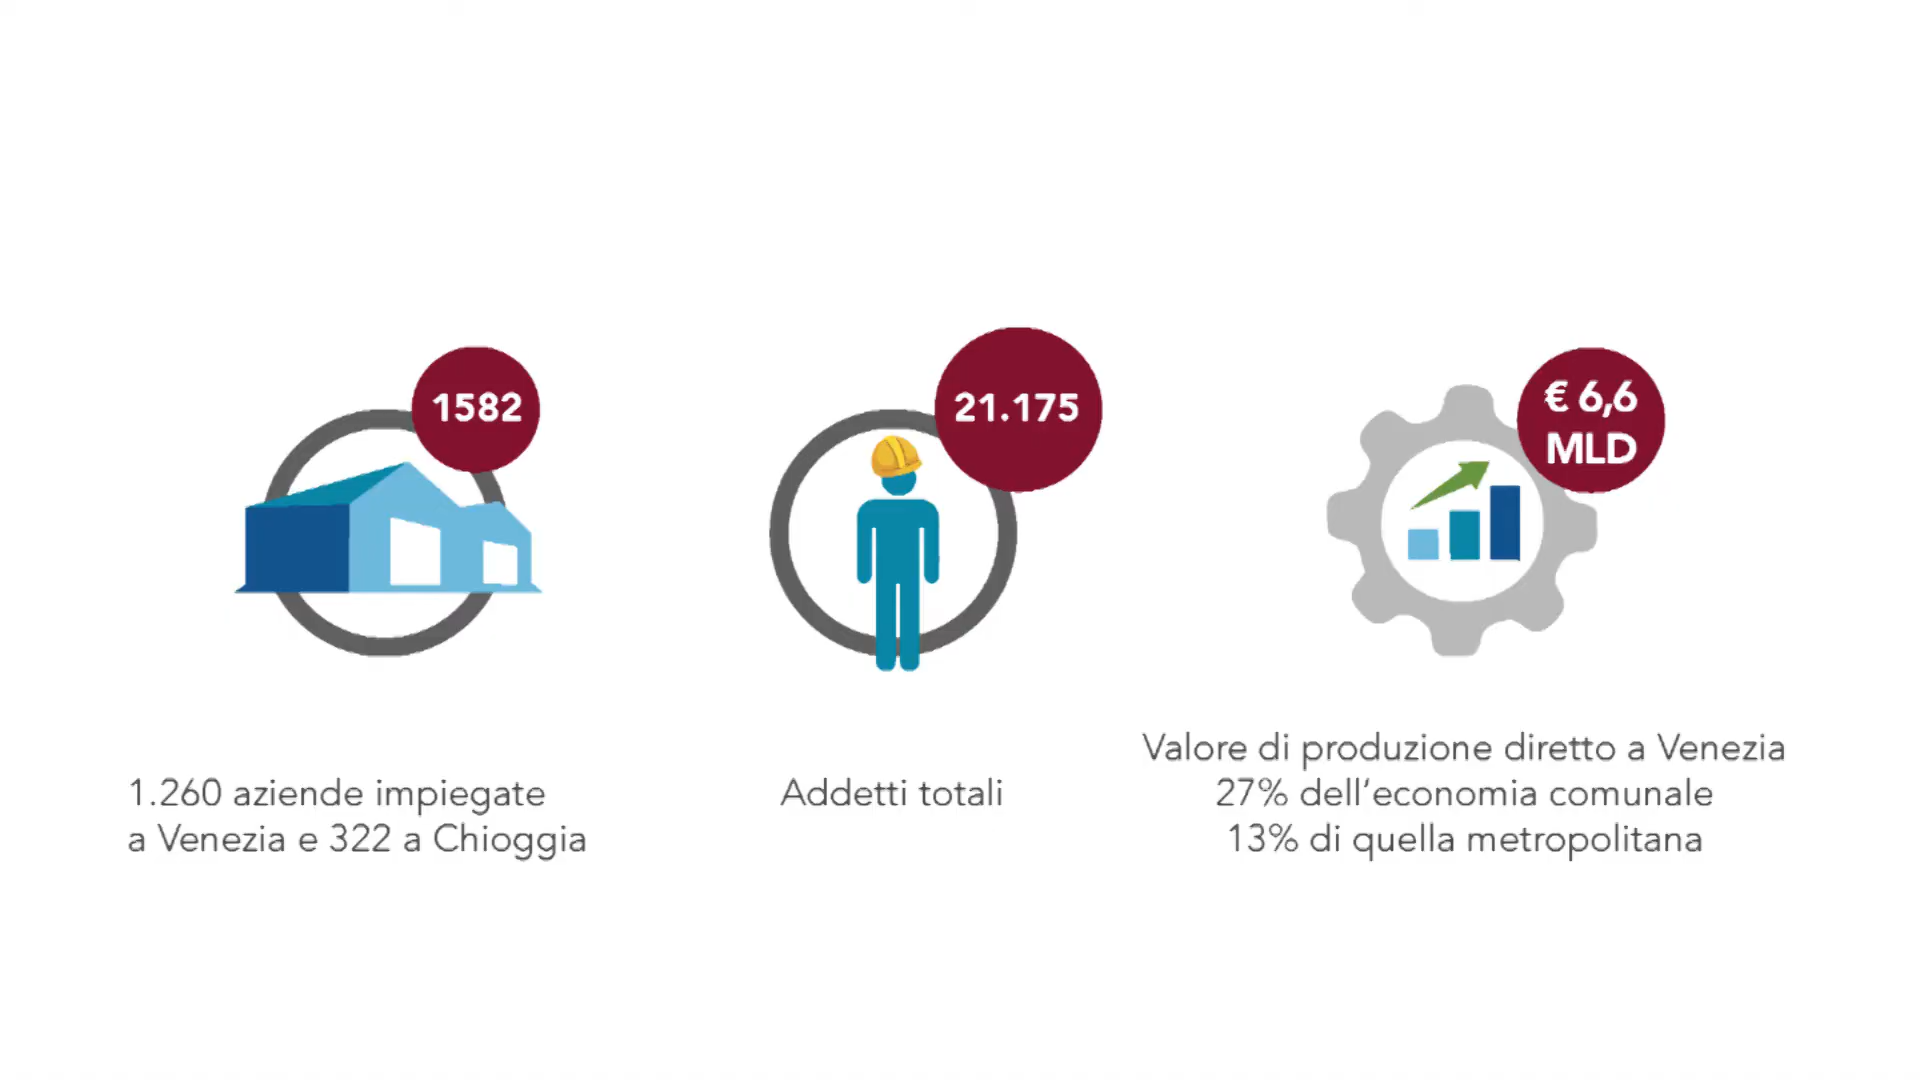 1582
1.260 aziende impiegate
a Venezia e 322 a Chioggia
21.175
Addetti totali
€ 6,6
MLD
Valore di produzione diretto a Venezia
27% dell’economia comunale
13% di quella metropolitana